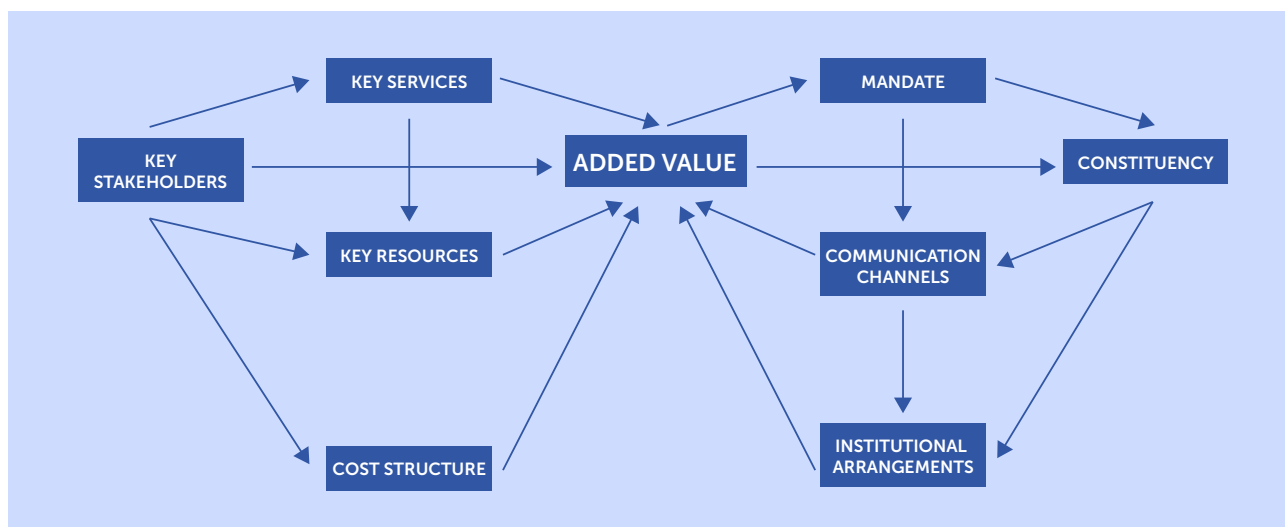 KEY SERVICES
MANDATE
KEY
STAKEHOLDERS
ADDED VALUE
CONSTITUENCY
KEY RESOURCES
COMMUNICATION
CHANNELS
COST STRUCTURE
INSTITUTIONAL
ARRANGEMENTS